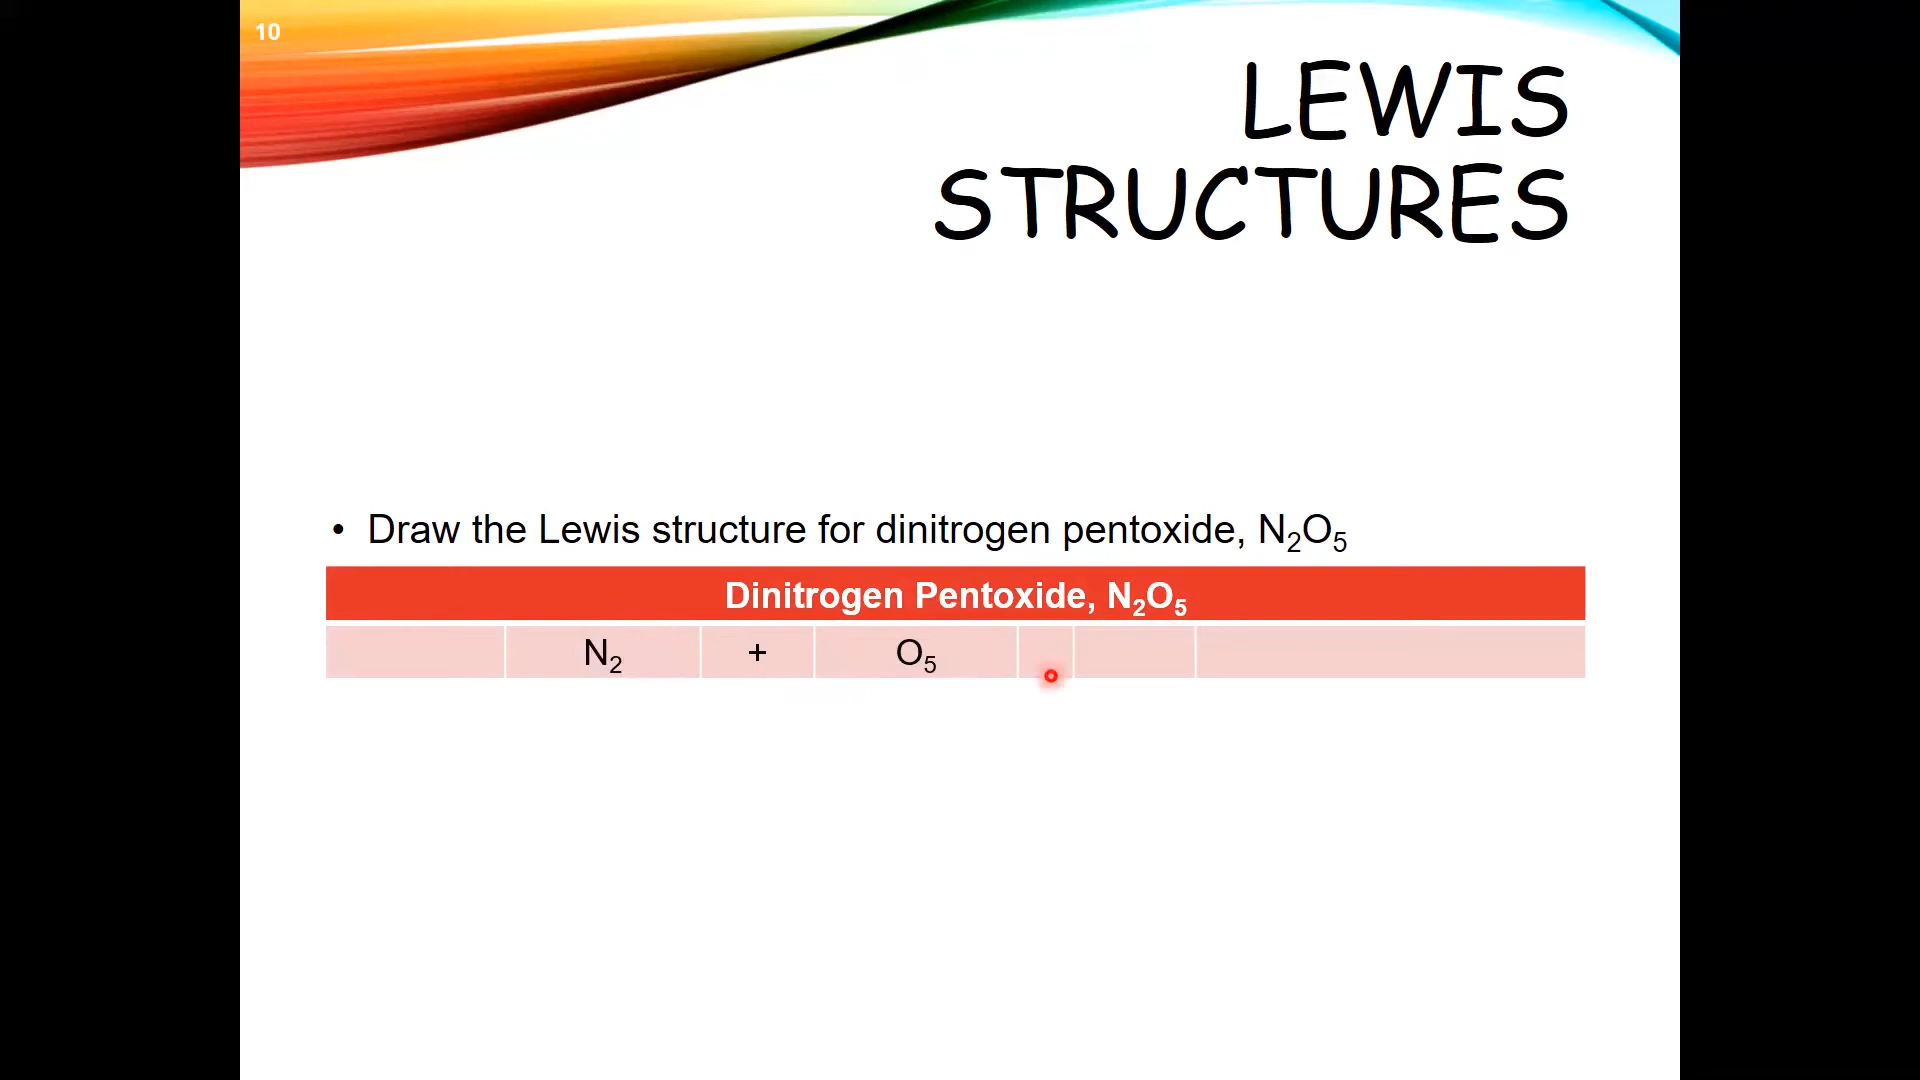 10
LEWIS
STRUCTURES
• Draw the Lewis structure for dinitrogen pentoxide, N₂O₅
Dinitrogen Pentoxide, N₂O₅
N₂ + O₅